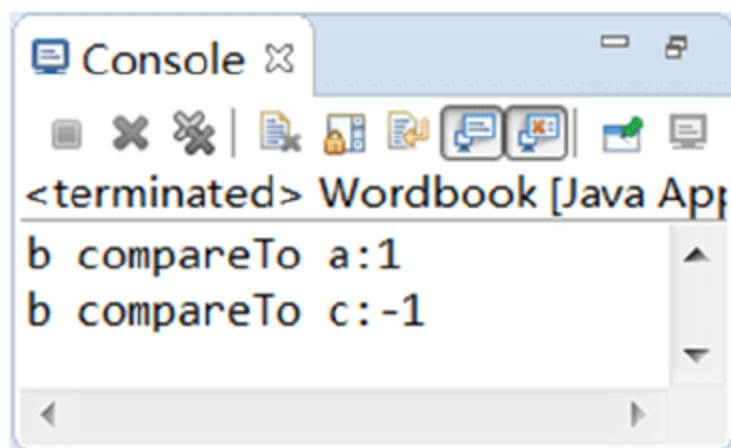 Console
<terminated> Wordbook [Java App
b compareTo a:1
b compareTo c:-1